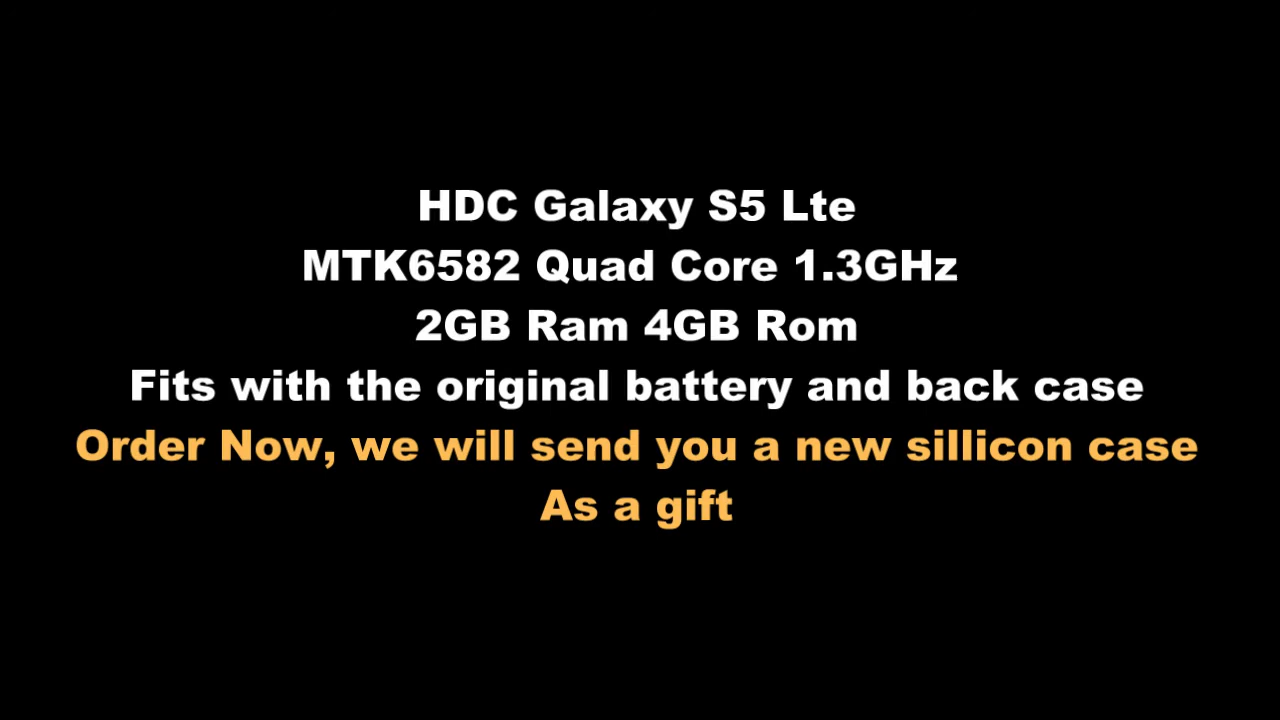 HDC Galaxy S5 Lte
MTK6582 Quad Core 1.3GHz
2GB Ram 4GB Rom
Fits with the original battery and back case
Order Now, we will send you a new sillicon case
As a gift